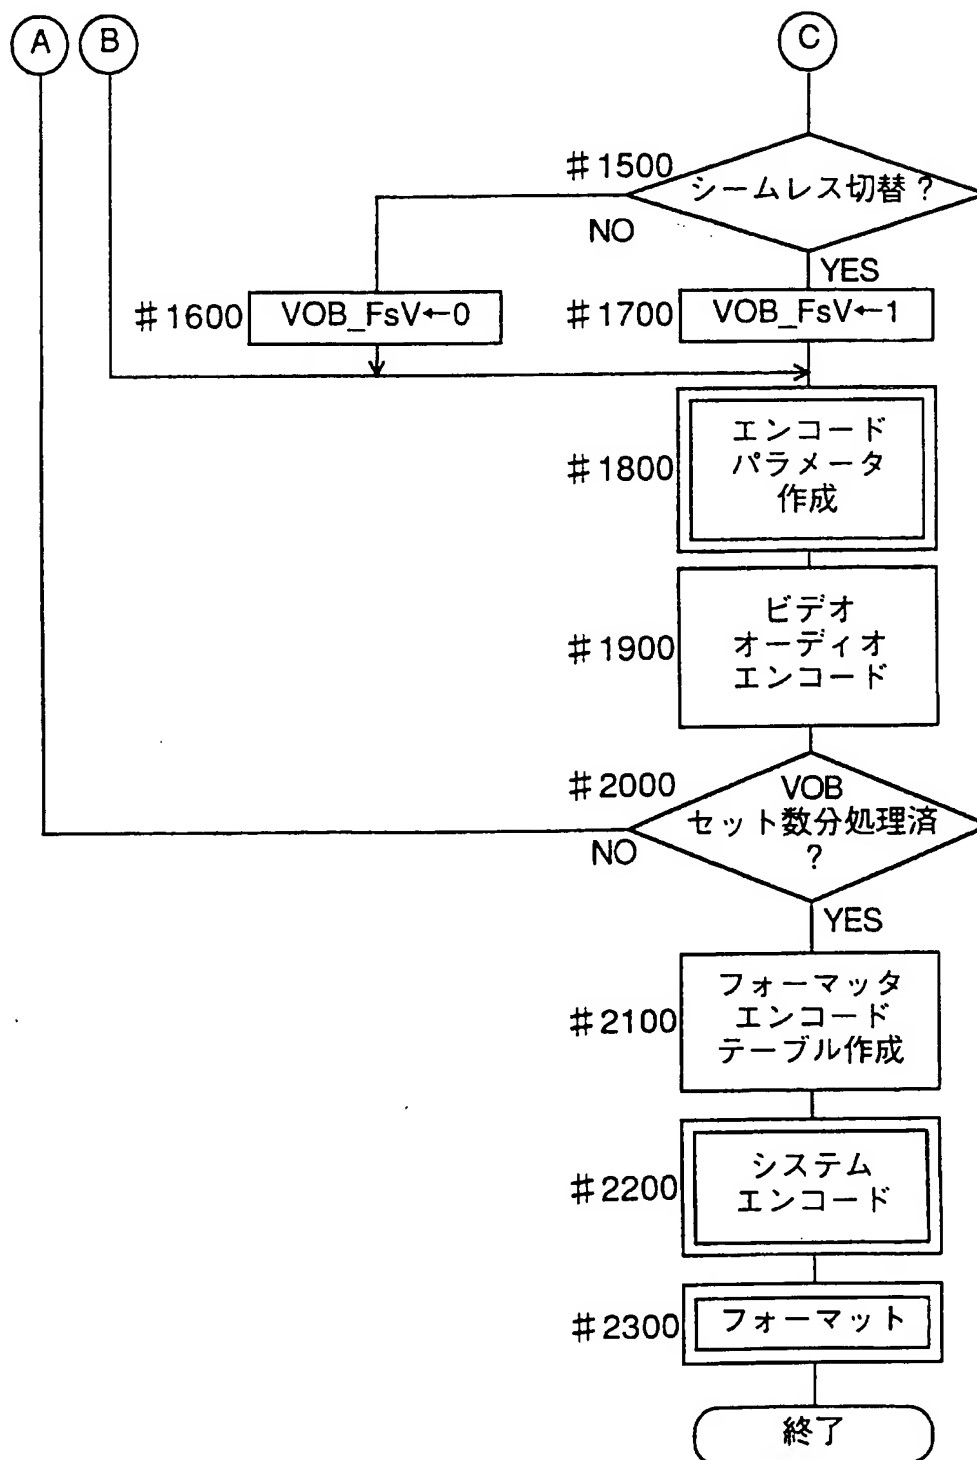 A
B
C
#1500
シームレス切替?
NO
YES
#1600
VOB_FsV←0
#1700
VOB_FsV←1
#1800
エンコード
パラメータ
作成
#1900
ビデオ
オーディオ
エンコード
#2000
VOB
セット数分処理済
?
NO
YES
#2100
フォーマッタ
エンコード
テーブル作成
#2200
システム
エンコード
#2300
フォーマット
終了